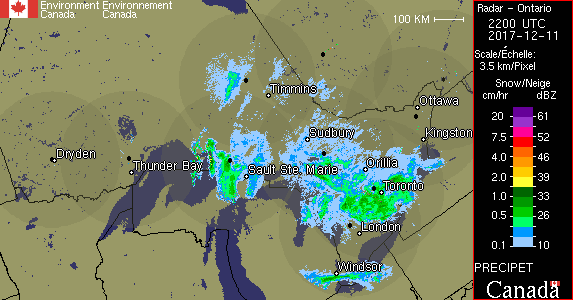 Environment Environnement
Canada Canada
100 KM
Radar - Ontario
2200 UTC
2017-12-11
Scale/Échelle:
3.5 km/Pixel
Snow/Neige
cm/hr dBZ
20 61
7.5 52
4.0 46
2.0 39
1.0 33
0.5 26
0.1 10
PRECIPET
Canada
Timmins
Ottawa
Sudbury
Kingston
Dryden
Thunder Bay
Sault Ste. Marie
Orillia
Toronto
London
Windsor